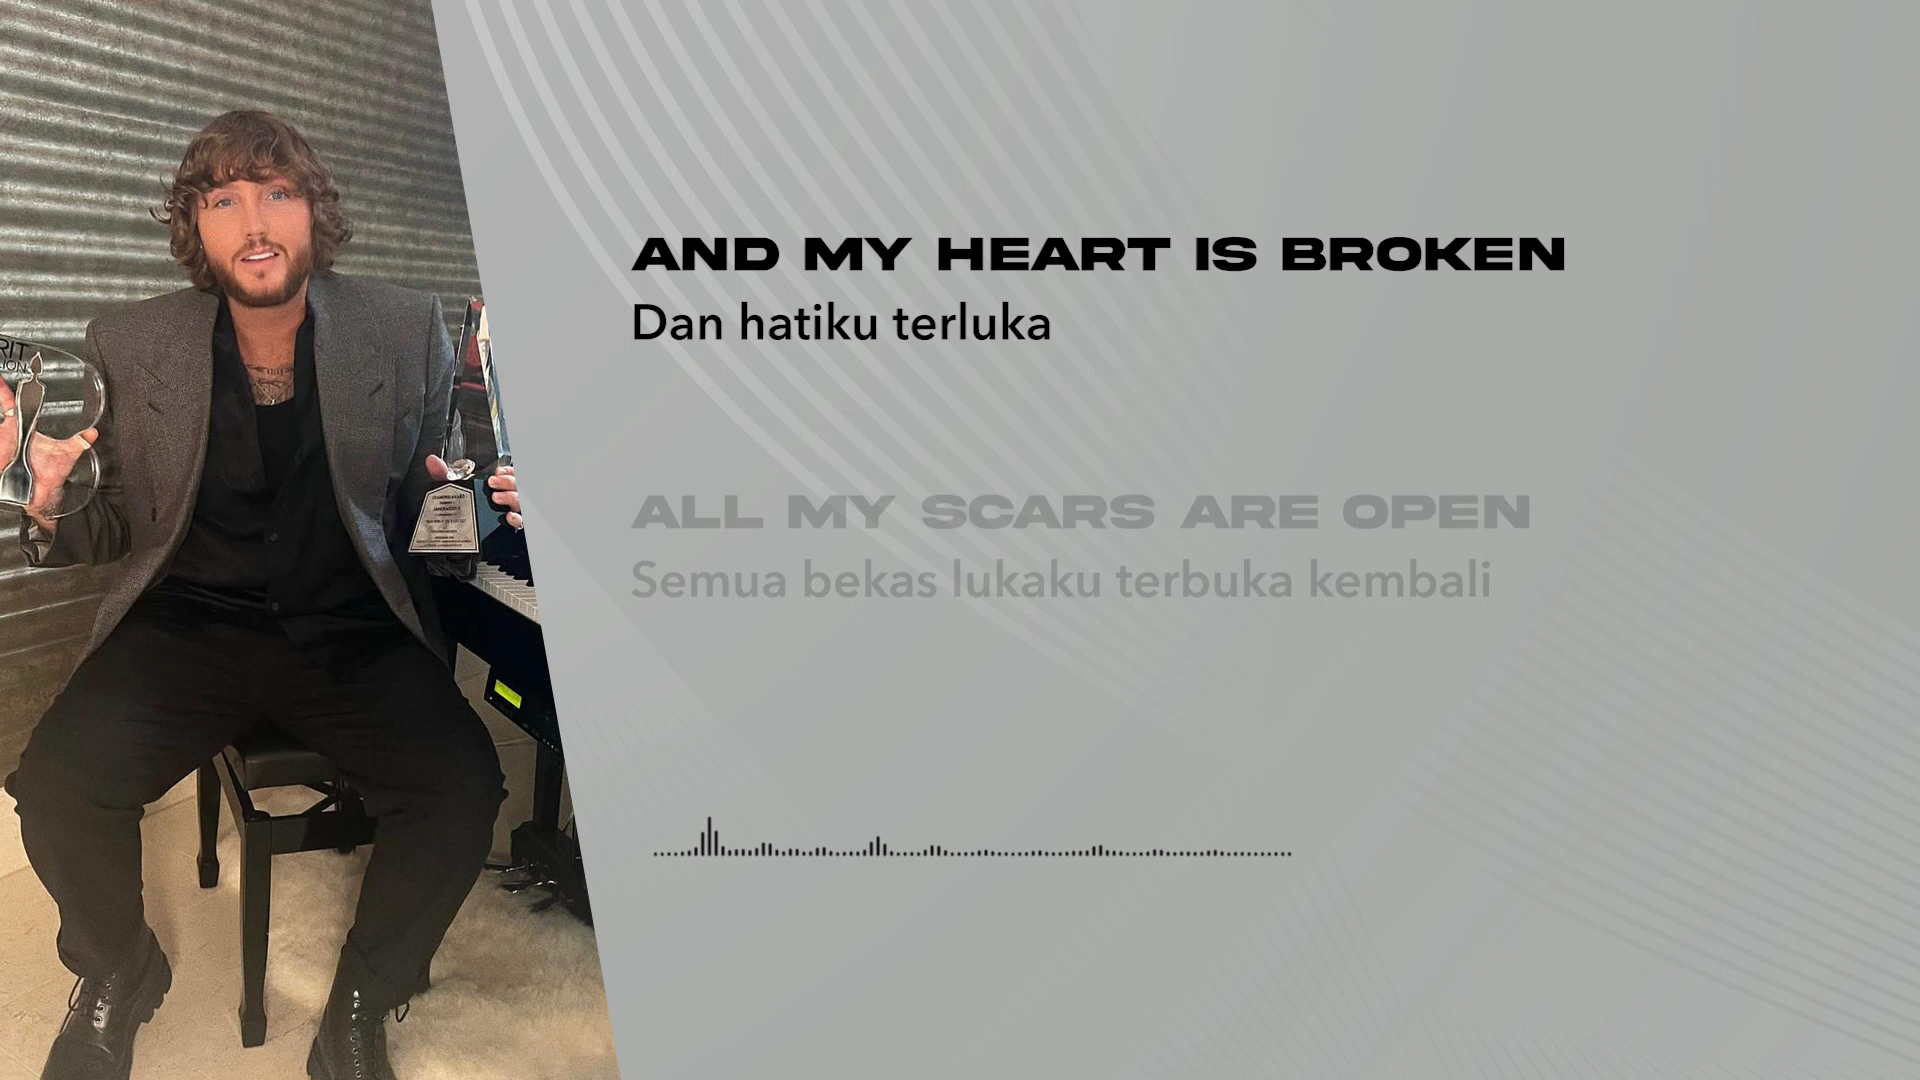 AND MY HEART IS BROKEN
Dan hatiku terluka
ALL MY SCARS ARE OPEN
Semua bekas lukaku terbuka kembali